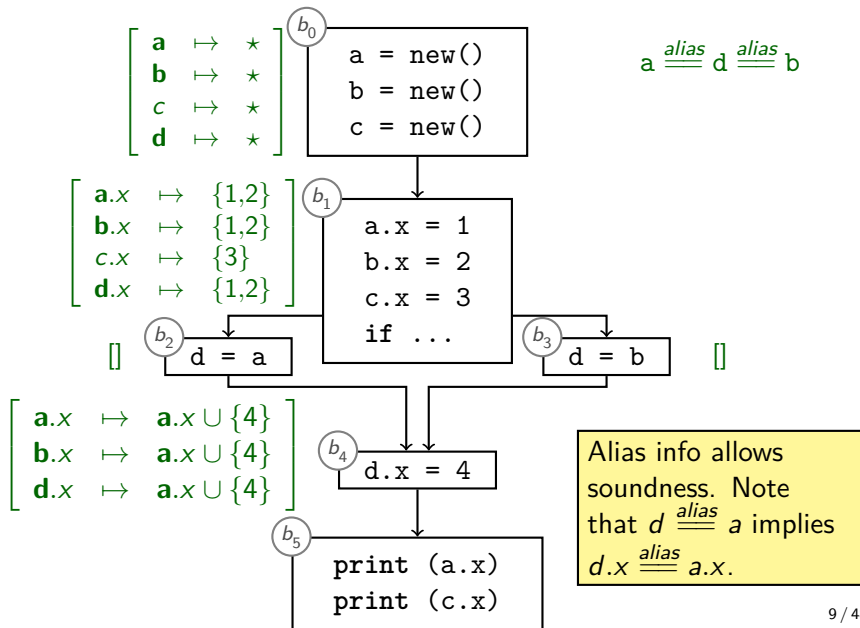 b0
a ↦ ⋆
b ↦ ⋆
c ↦ ⋆
d ↦ ⋆
a = new()
b = new()
c = new()
a alias== d alias== b
b1
a.x ↦ {1,2}
b.x ↦ {1,2}
c.x ↦ {3}
d.x ↦ {1,2}
a.x = 1
b.x = 2
c.x = 3
if ...
[]
b2
d = a
b3
d = b
[]
a.x ↦ a.x ∪ {4}
b.x ↦ a.x ∪ {4}
d.x ↦ a.x ∪ {4}
b4
d.x = 4
Alias info allows
soundness. Note
that d alias== a implies
d.x alias== a.x.
b5
print (a.x)
print (c.x)
9 / 4